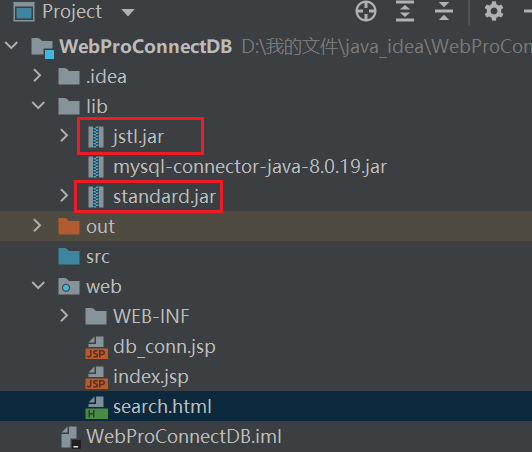 Project
WebProConnectDB D:\我的文件\java_idea\WebProConn
.idea
lib
jstl.jar
mysql-connector-java-8.0.19.jar
standard.jar
out
src
web
WEB-INF
JSP db_conn.jsp
JSP index.jsp
H search.html
WebProConnectDB.iml